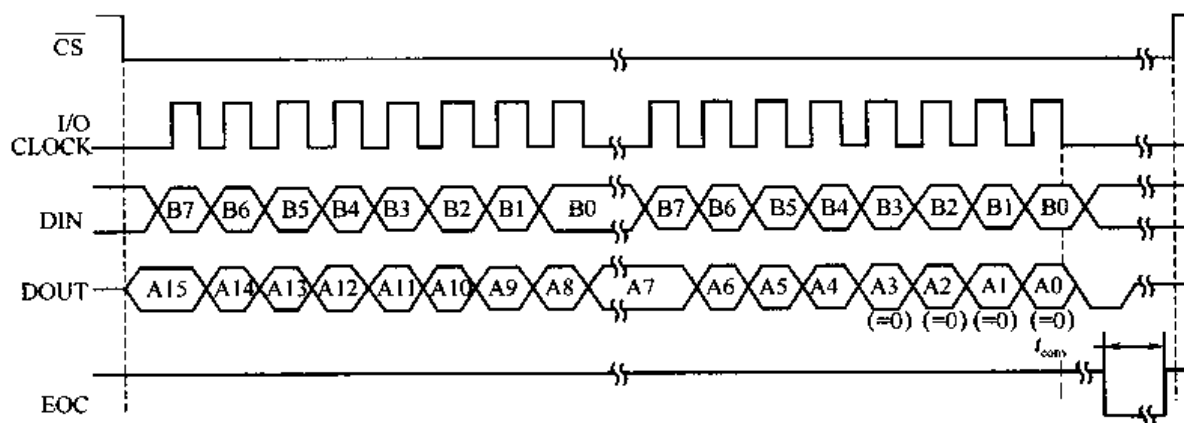 CS
I/O
CLOCK
DIN B7 B6 B5 B4 B3 B2 B1 B0 B7 B6 B5 B4 B3 B2 B1 B0
DOUT A15 A14 A13 A12 A11 A10 A9 A8 A7 A6 A5 A4 A3 A2 A1 A0
(=0) (=0) (=0) (=0)
tconv
EOC